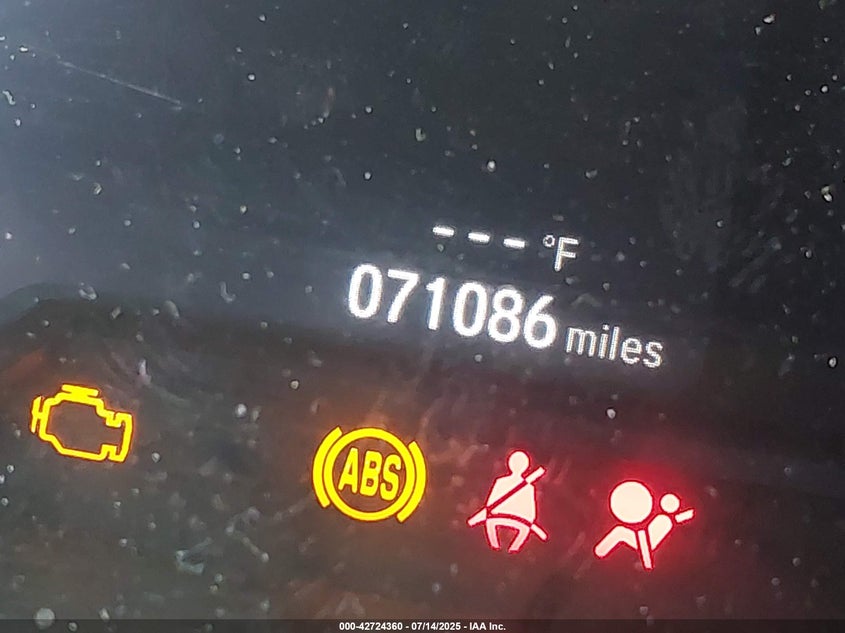 --- °F
071086 miles
ABS
000-42724360 - 07/14/2025 - IAA Inc.